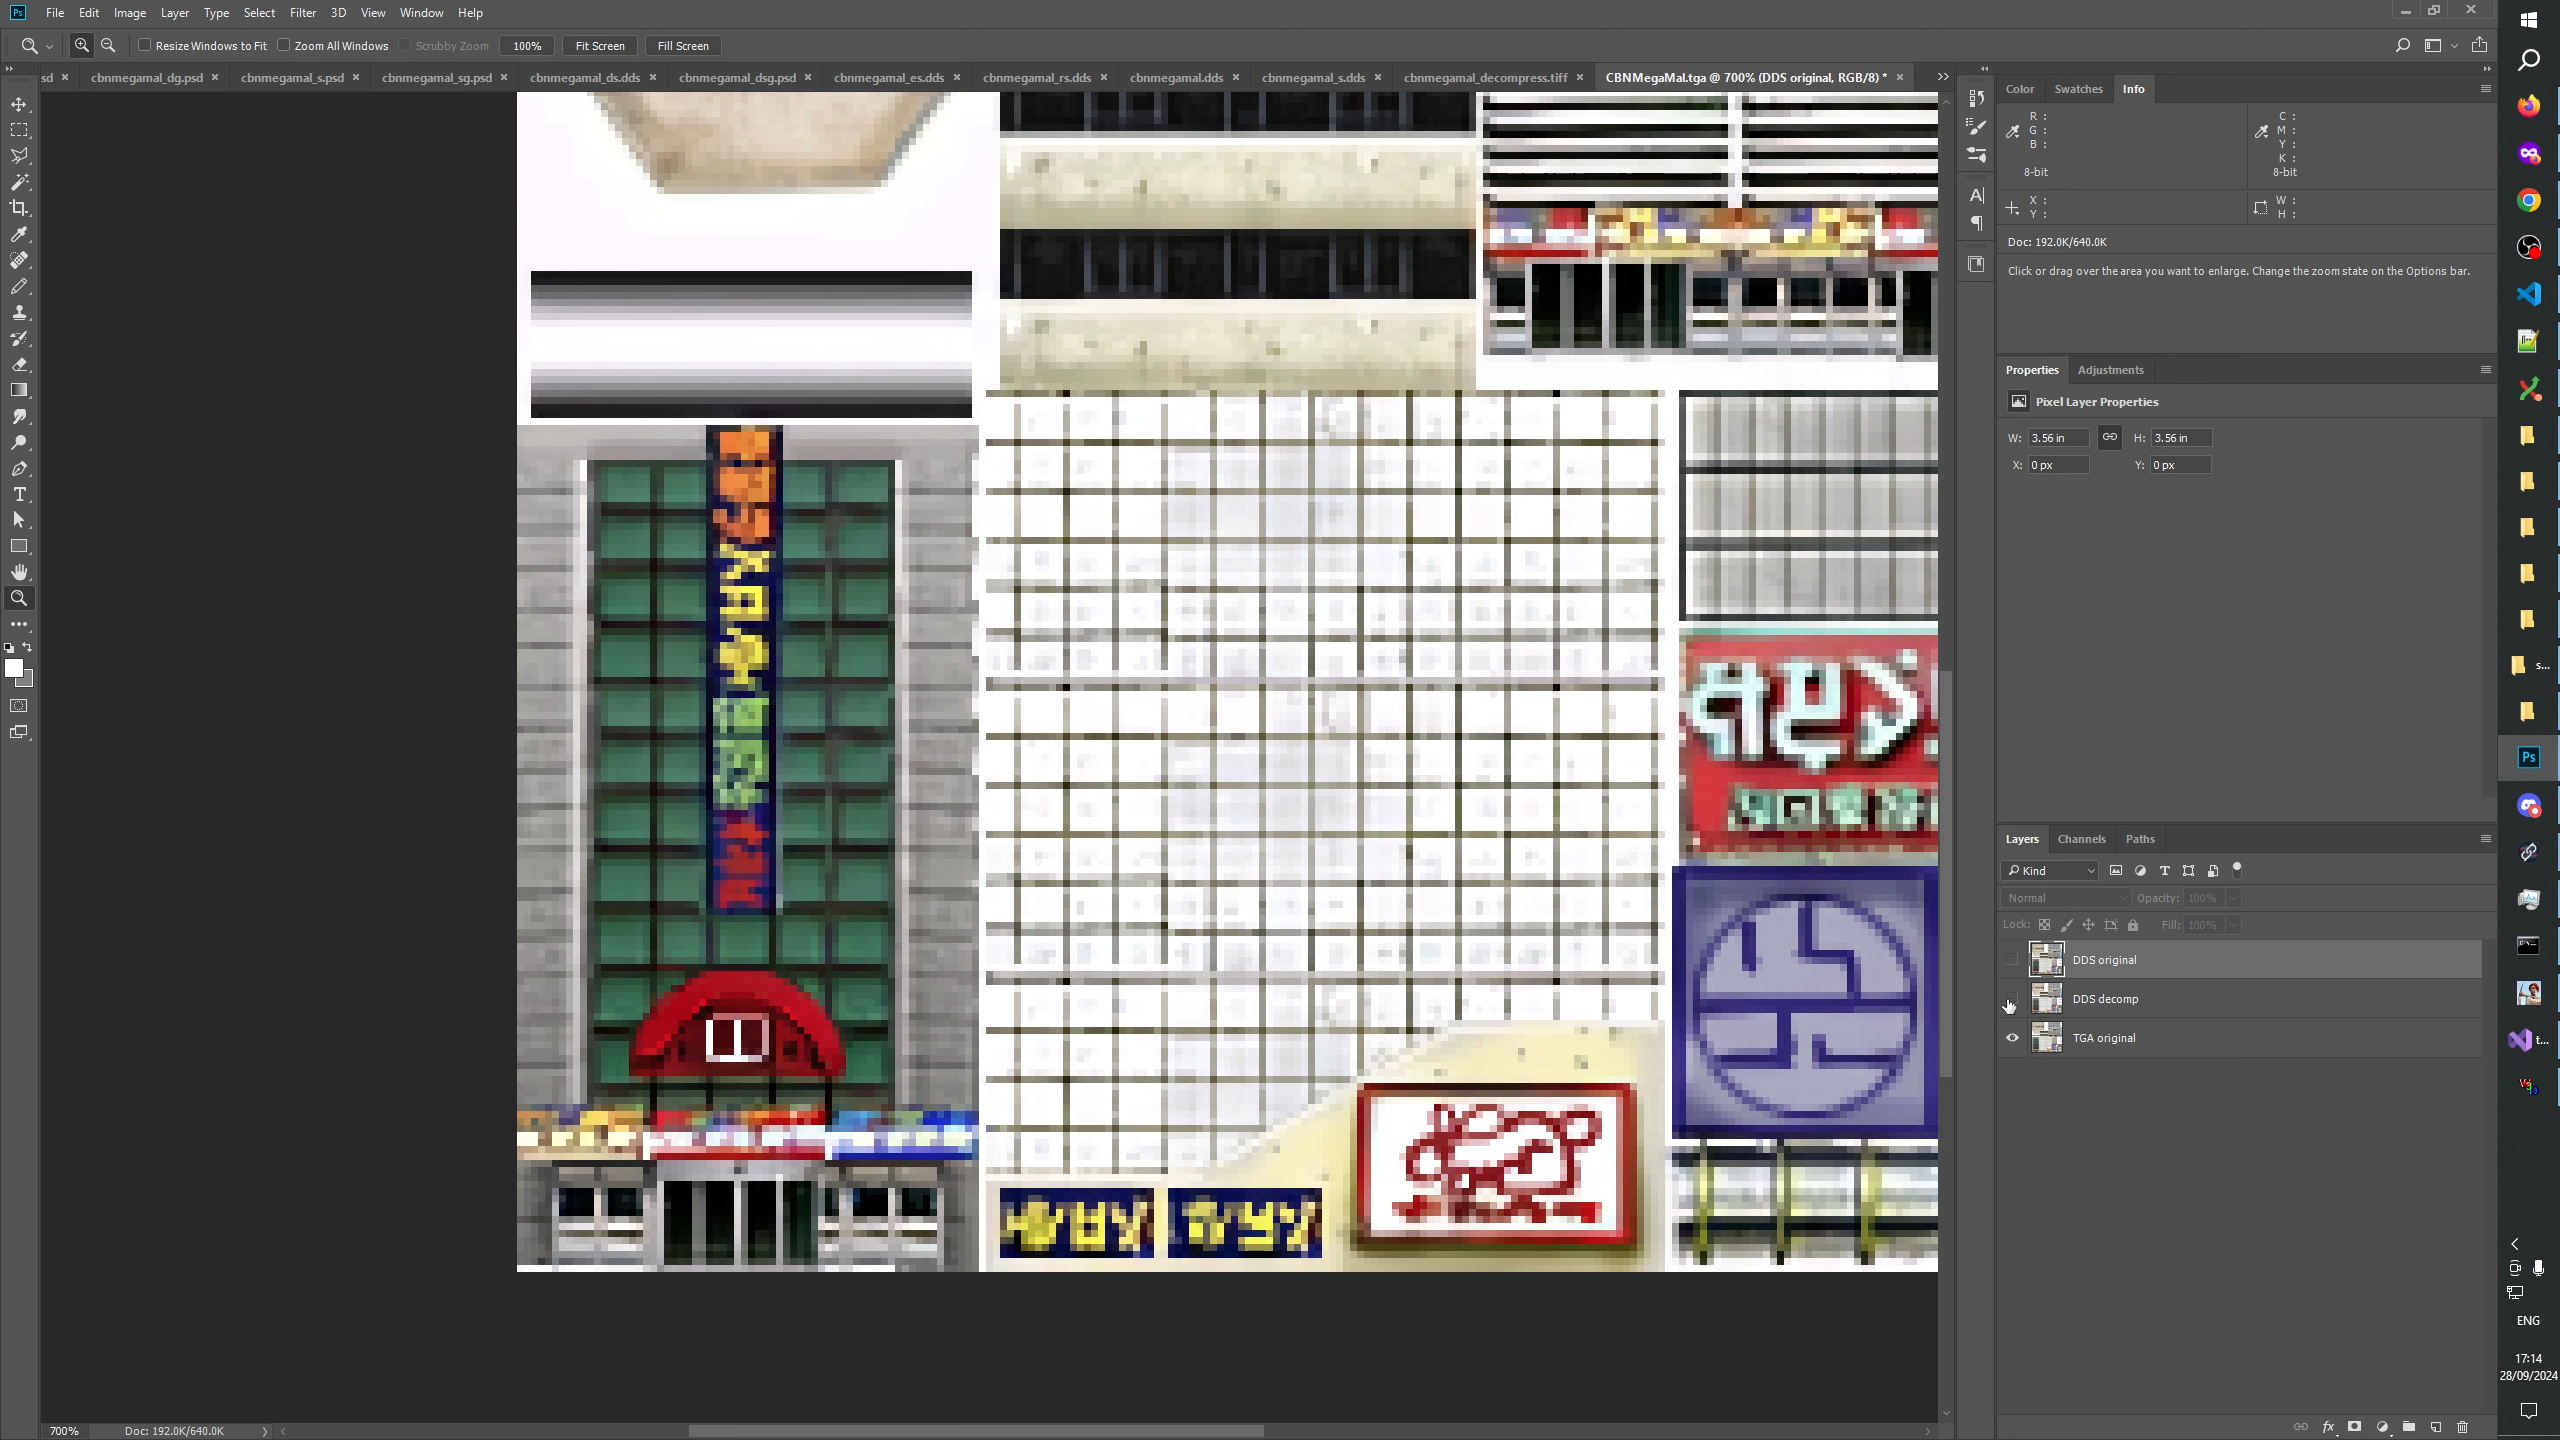 File Edit Image Layer Type Select Filter 3D View Window Help
Resize Windows to Fit Zoom All Windows Scrubby Zoom 100% Fit Screen Fill Screen
sd × cbnmegamal_dg.psd × cbnmegamal_s.psd × cbnmegamal_sg.psd × cbnmegamal_ds.dds × cbnmegamal_dsg.psd × cbnmegamal_es.dds × cbnmegamal_rs.dds × cbnmegamal.dds × cbnmegamal_s.dds × cbnmegamal_decompress.tiff × CBNMegaMal.tga @ 700% (DDS original, RGB/8) * ×
Color Swatches Info
R : C :
G : M :
B : Y :
K :
8-bit 8-bit
X : W :
Y : H :
Doc: 192.0K/640.0K
Click or drag over the area you want to enlarge. Change the zoom state on the Options bar.
Properties Adjustments
Pixel Layer Properties
W: 3.56 in H: 3.56 in
X: 0 px Y: 0 px
Layers Channels Paths
Kind
Normal Opacity: 100%
Lock: Fill: 100%
DDS original
DDS decomp
TGA original
s...
t...
ENG
17:14
28/09/2024
700% Doc: 192.0K/640.0K